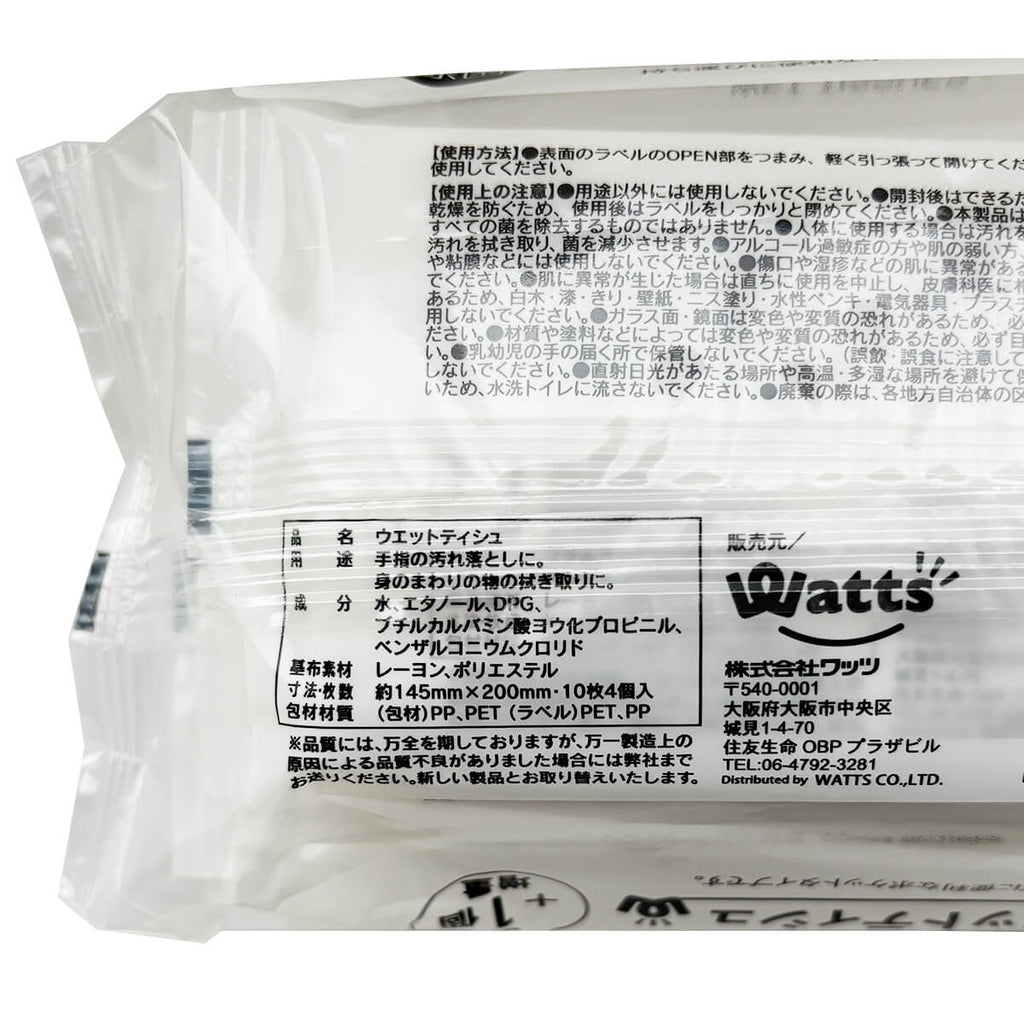 持ち運びに便利な
【使用方法】●表面のラベルのOPEN部をつまみ、軽く引っ張って開けてくだ
使用してください。
【使用上の注意】●用途以外には使用しないでください。●開封後はできるだ
乾燥を防ぐため、使用後はラベルをしっかりと閉めてください。●本製品は
すべての菌を除去するものではありません。●人体に使用する場合は汚れを
汚れを拭き取り、菌を減少させます。●アルコール過敏症の方や肌の弱い方、
や粘膜などには使用しないでください。●傷口や湿疹などの肌に異常がある
でください。●肌に異常が生じた場合は直ちに使用を中止し、皮膚科医に相
あるため、白木・漆・きり・壁紙・ニス塗り・水性ペンキ・電気器具・プラスチ
用しないでください。●ガラス面・鏡面は変色や変質の恐れがあるため、必
ださい。●材質や塗料などによっては変色や変質の恐れがあるため、必ず目
い。●乳幼児の手の届く所で保管しないでください。（誤飲・誤食に注意して
しないでください。●直射日光があたる場所や高温・多湿な場所を避けて保
いため、水洗トイレに流さないでください。●廃棄の際は、各地方自治体の区
品 名 ウエットティシュ
用 途 手指の汚れ落としに。
身のまわりの物の拭き取りに。
成 分 水、エタノール、DPG、
ブチルカルバミン酸ヨウ化プロピニル、
ベンザルコニウムクロリド
基布素材 レーヨン、ポリエステル
寸法・枚数 約145mm×200mm・10枚4個入
包材材質 （包材）PP、PET（ラベル）PET、PP
※品質には、万全を期しておりますが、万一製造上の
原因による品質不良がありました場合には弊社まで
お送りください。新しい製品とお取り替えいたします。
販売元／
Watts
株式会社ワッツ
〒540-0001
大阪府大阪市中央区
城見1-4-70
住友生命 OBP プラザビル
TEL:06-4792-3281
Distributed by WATTS CO.,LTD.
に便利なポケットタイプです。
ットティシュ
+1個
増量